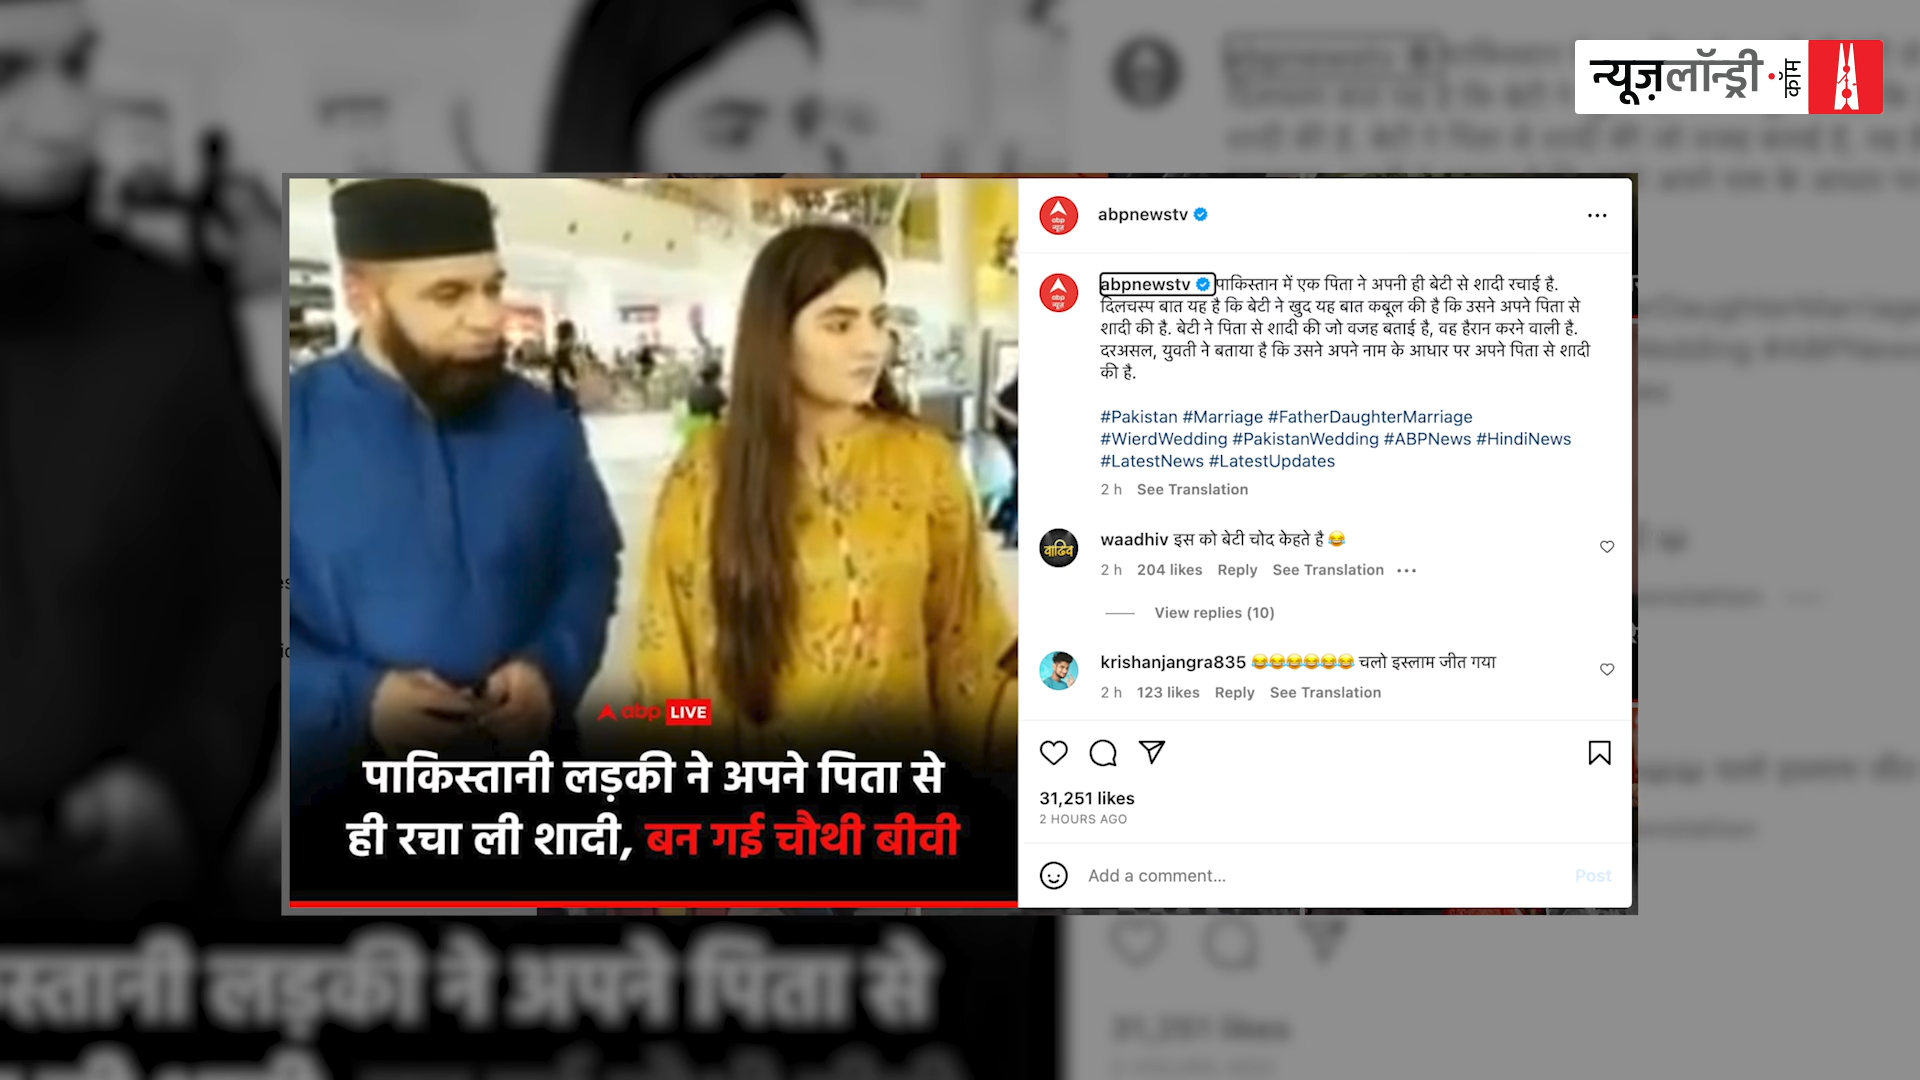 न्यूज़लॉन्ड्री.कॉम
abpnewstv
abpnewstv पाकिस्तान में एक पिता ने अपनी ही बेटी से शादी रचाई है.
दिलचस्प बात यह है कि बेटी ने खुद यह बात कबूल की है कि उसने अपने पिता से
शादी की है. बेटी ने पिता से शादी की जो वजह बताई है, वह हैरान करने वाली है.
दरअसल, युवती ने बताया है कि उसने अपने नाम के आधार पर अपने पिता से शादी
की है.
#Pakistan #Marriage #FatherDaughterMarriage
#WierdWedding #PakistanWedding #ABPNews #HindiNews
#LatestNews #LatestUpdates
2 h See Translation
वाढिव
waadhiv इस को बेटी चोद केहते है 😂
2 h 204 likes Reply See Translation
View replies (10)
krishanjangra835 😂😂😂😂😂😂 चलो इस्लाम जीत गया
2 h 123 likes Reply See Translation
31,251 likes
2 HOURS AGO
Add a comment...
Post
abp LIVE
पाकिस्तानी लड़की ने अपने पिता से
ही रचा ली शादी, बन गई चौथी बीवी